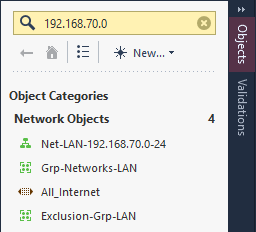 192.168.70.0
New...
Object Categories
Network Objects 4
Net-LAN-192.168.70.0-24
Grp-Networks-LAN
All_Internet
Exclusion-Grp-LAN
Objects
Validations